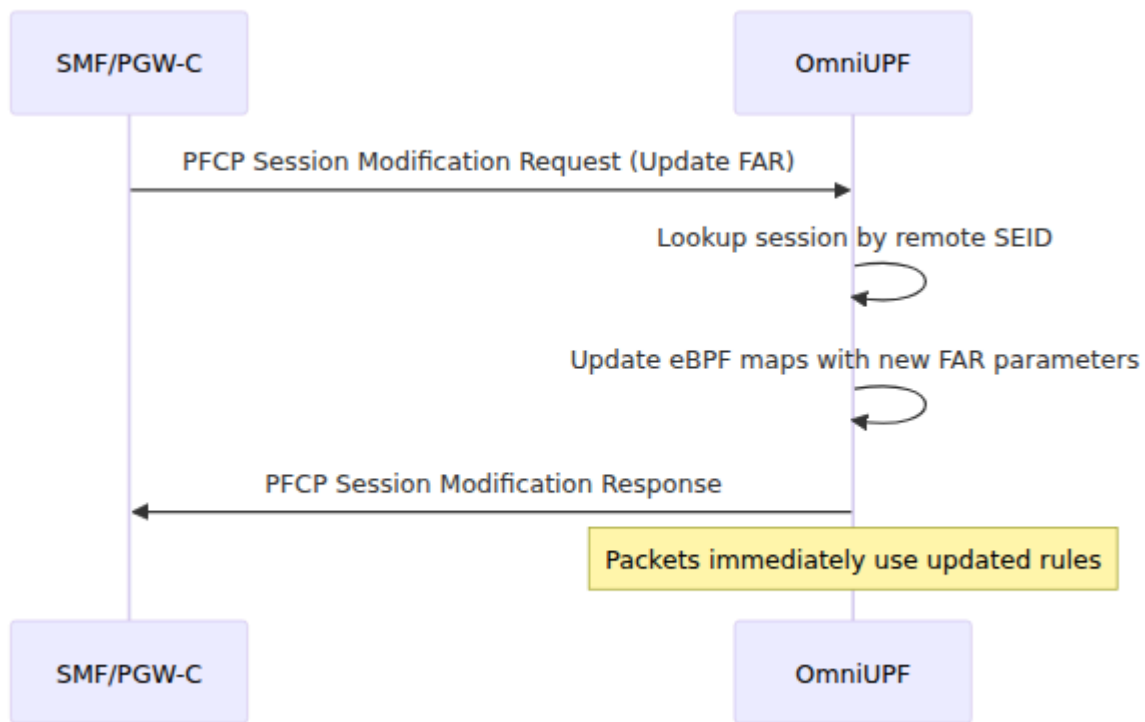 SMF/PGW-C
OmniUPF
PFCP Session Modification Request (Update FAR)
Lookup session by remote SEID
Update eBPF maps with new FAR parameters
PFCP Session Modification Response
Packets immediately use updated rules
SMF/PGW-C
OmniUPF